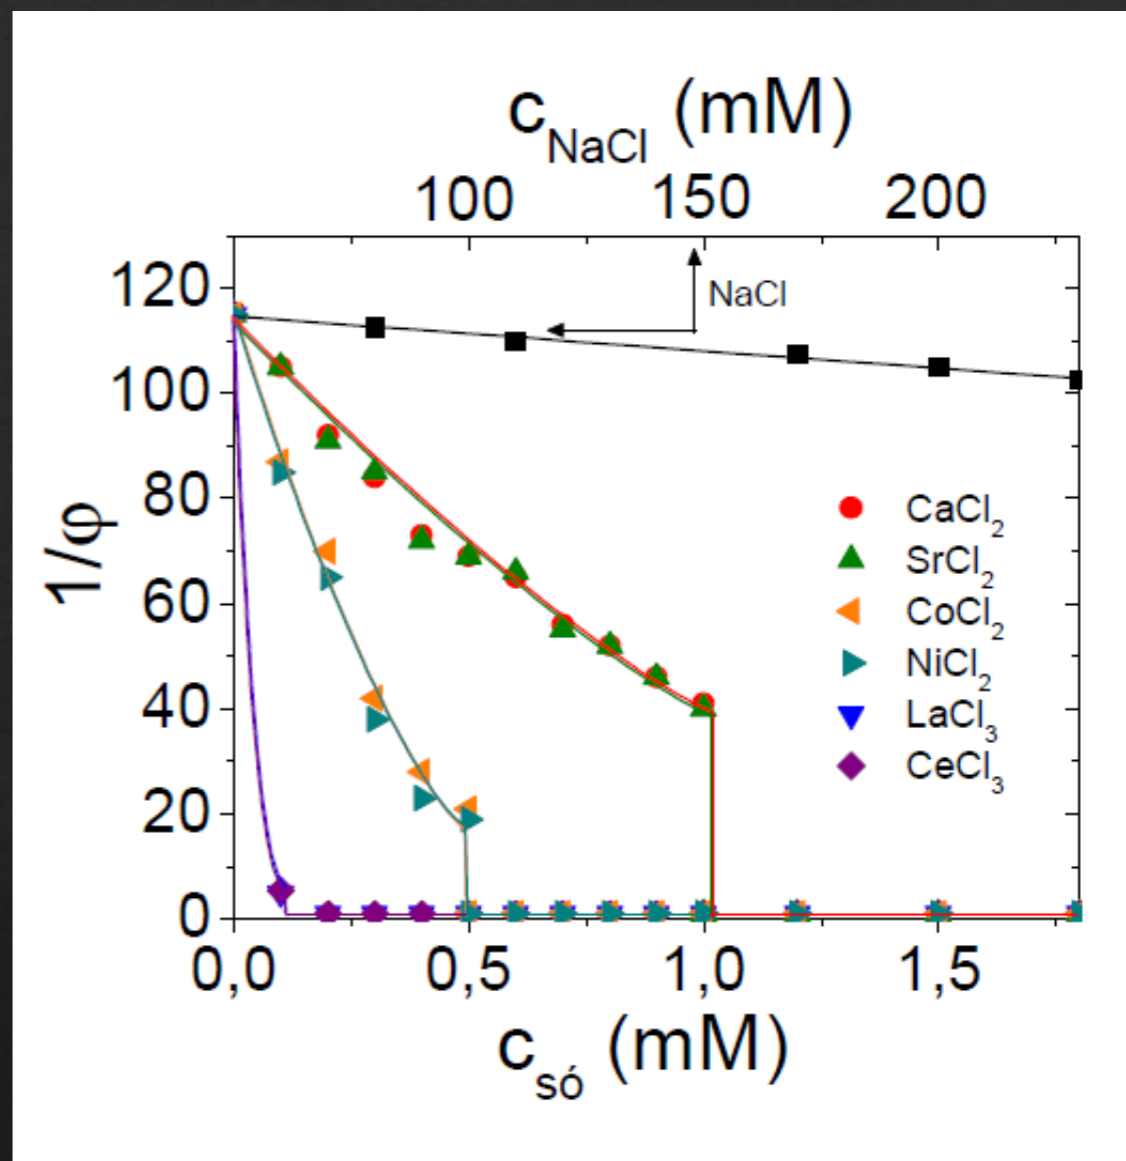 c_NaCl (mM)
100 150 200
NaCl
120
100
80
60
40
20
0
1/φ
CaCl₂
SrCl₂
CoCl₂
NiCl₂
LaCl₃
CeCl₃
0,0 0,5 1,0 1,5
c_só (mM)